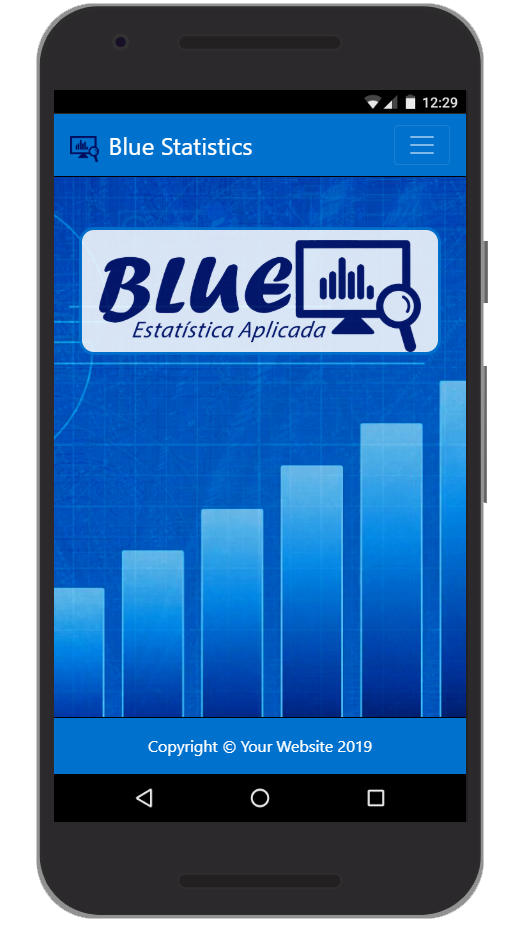 12:29
Blue Statistics
BLUE
Estatística Aplicada
Copyright © Your Website 2019